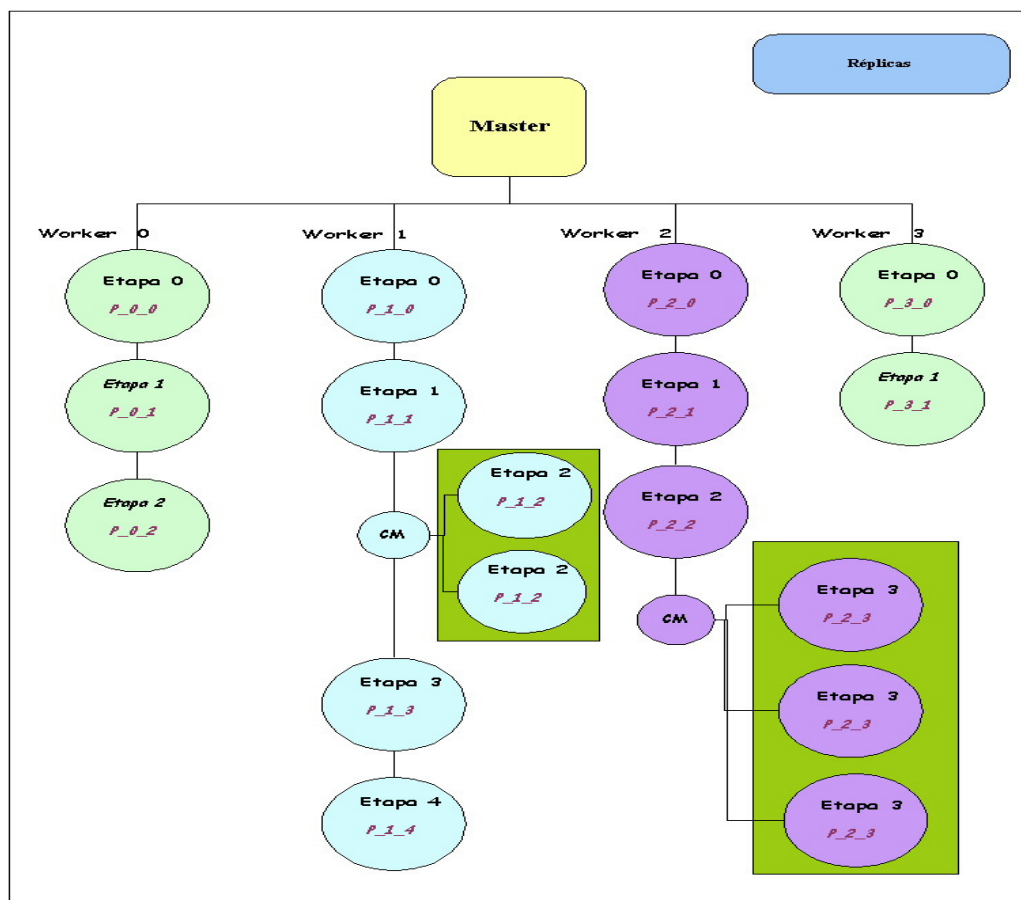 Réplicas
Master
Worker 0
Worker 1
Worker 2
Worker 3
Etapa 0
P_0_0
Etapa 1
P_0_1
Etapa 2
P_0_2
Etapa 0
P_1_0
Etapa 1
P_1_1
CM
Etapa 2
P_1_2
Etapa 2
P_1_2
Etapa 3
P_1_3
Etapa 4
P_1_4
Etapa 0
P_2_0
Etapa 1
P_2_1
Etapa 2
P_2_2
CM
Etapa 3
P_2_3
Etapa 3
P_2_3
Etapa 3
P_2_3
Etapa 0
P_3_0
Etapa 1
P_3_1